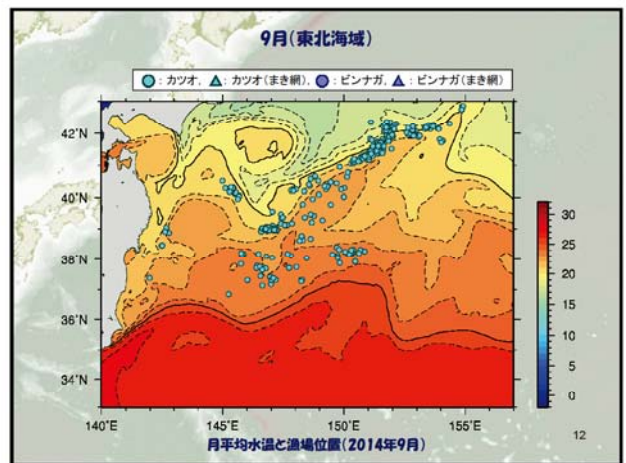 9月(東北海域)
○：カツオ, △：カツオ(まき網), ○：ビンナガ, △：ビンナガ(まき網)
42°N
40°N
38°N
36°N
34°N
140°E
145°E
150°E
155°E
30
25
20
15
10
5
0
月平均水温と漁場位置(2014年9月)
12